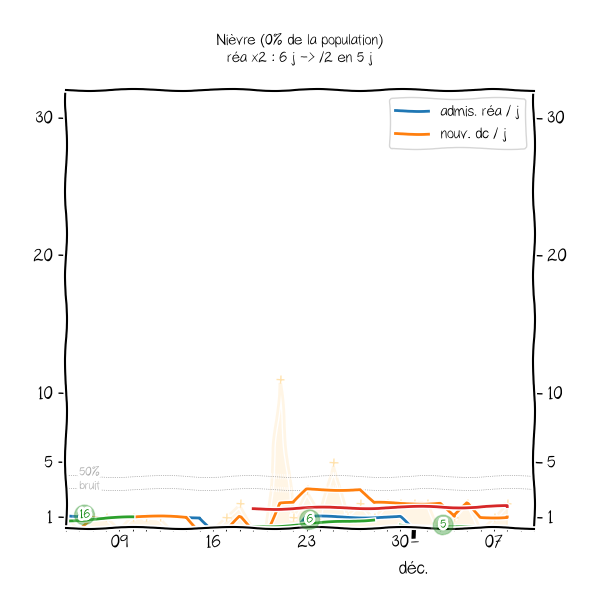 Nièvre (0% de la population)
réa x2 : 6 j -> /2 en 5 j
admis. réa / j
nouv. dc / j
30 30
20 20
10 10
5 5
50%
bruit
1 1
16 6 5
09 16 23 30 07
déc.